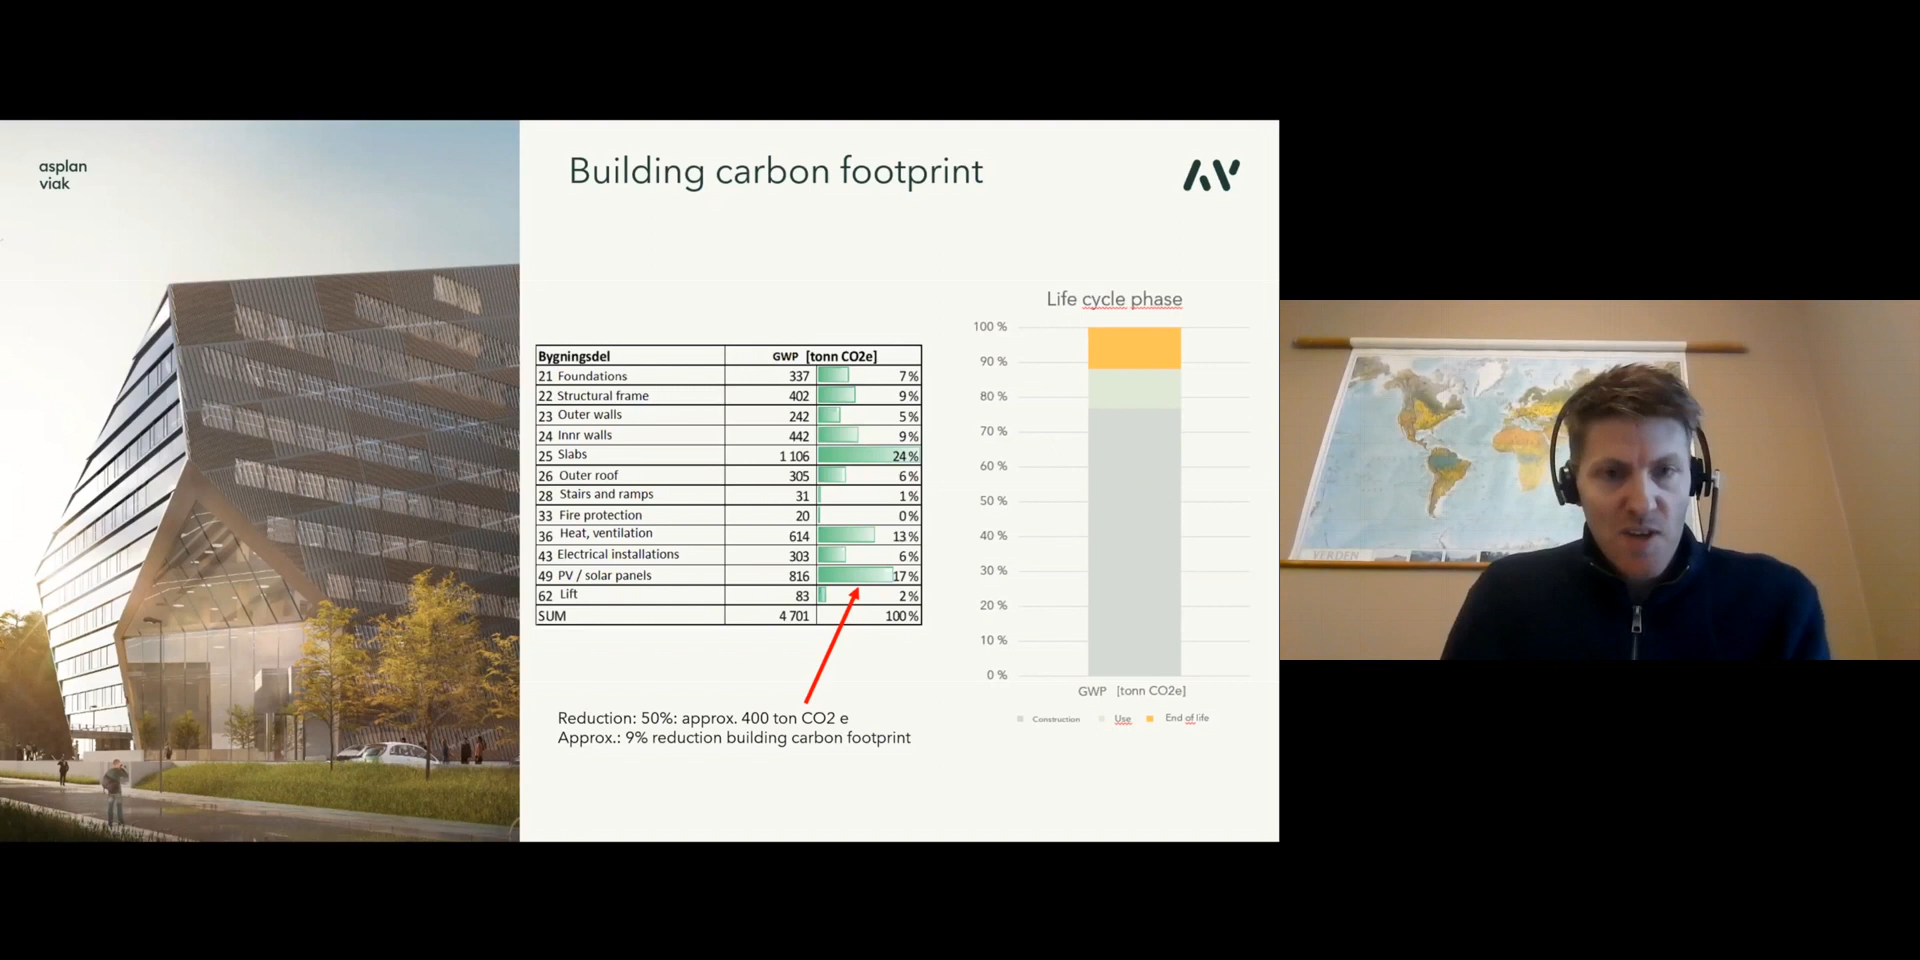 asplan
viak
Building carbon footprint
Bygningsdel GWP [tonn CO2e]
21 Foundations 337 7 %
22 Structural frame 402 9 %
23 Outer walls 242 5 %
24 Innr walls 442 9 %
25 Slabs 1 106 24 %
26 Outer roof 305 6 %
28 Stairs and ramps 31 1 %
33 Fire protection 20 0 %
36 Heat, ventilation 614 13 %
43 Electrical installations 303 6 %
49 PV / solar panels 816 17 %
62 Lift 83 2 %
SUM 4 701 100 %
Reduction: 50%: approx. 400 ton CO2 e
Approx.: 9% reduction building carbon footprint
Life cycle phase
100 %
90 %
80 %
70 %
60 %
50 %
40 %
30 %
20 %
10 %
0 %
GWP [tonn CO2e]
Construction Use End of life
VERDEN